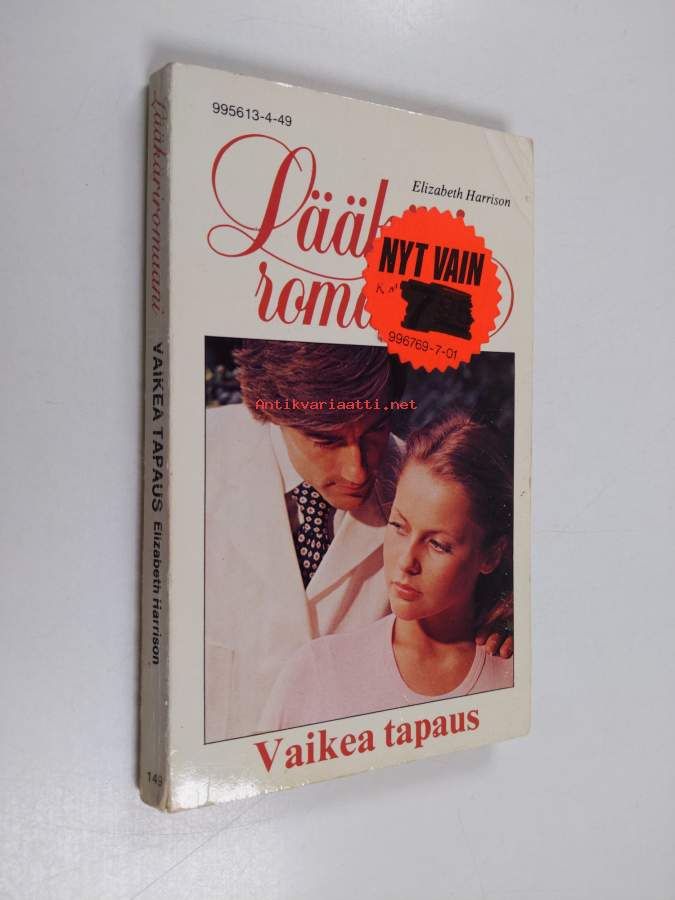 995613-4-49
Elizabeth Harrison
NYT VAIN
996769-7-01
Antikvariaatti.net
Vaikea tapaus
Lääkäriromaani VAIKEA TAPAUS Elizabeth Harrison 149